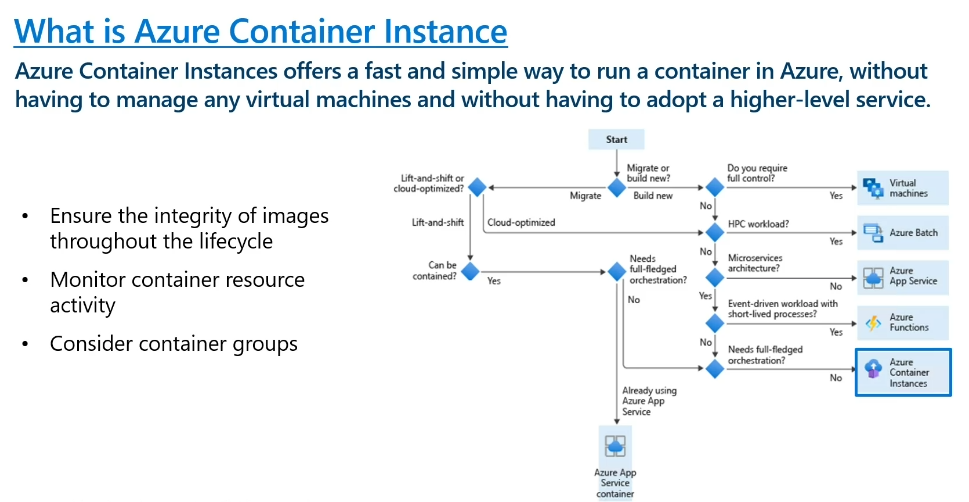 What is Azure Container Instance
Azure Container Instances offers a fast and simple way to run a container in Azure, without
having to manage any virtual machines and without having to adopt a higher-level service.
• Ensure the integrity of images
throughout the lifecycle
• Monitor container resource
activity
• Consider container groups
Start
Migrate or
build new?
Migrate
Build new
Lift-and-shift or
cloud-optimized?
Lift-and-shift
Cloud-optimized
Do you require
full control?
Yes
No
Virtual
machines
HPC workload?
Yes
No
Azure Batch
Can be
contained?
Yes
Needs
full-fledged
orchestration?
No
Microservices
architecture?
No
Yes
Azure
App Service
Event-driven workload with
short-lived processes?
Yes
No
Azure
Functions
Needs full-fledged
orchestration?
No
Azure
Container
Instances
Already using
Azure App
Service
Azure App
Service
container